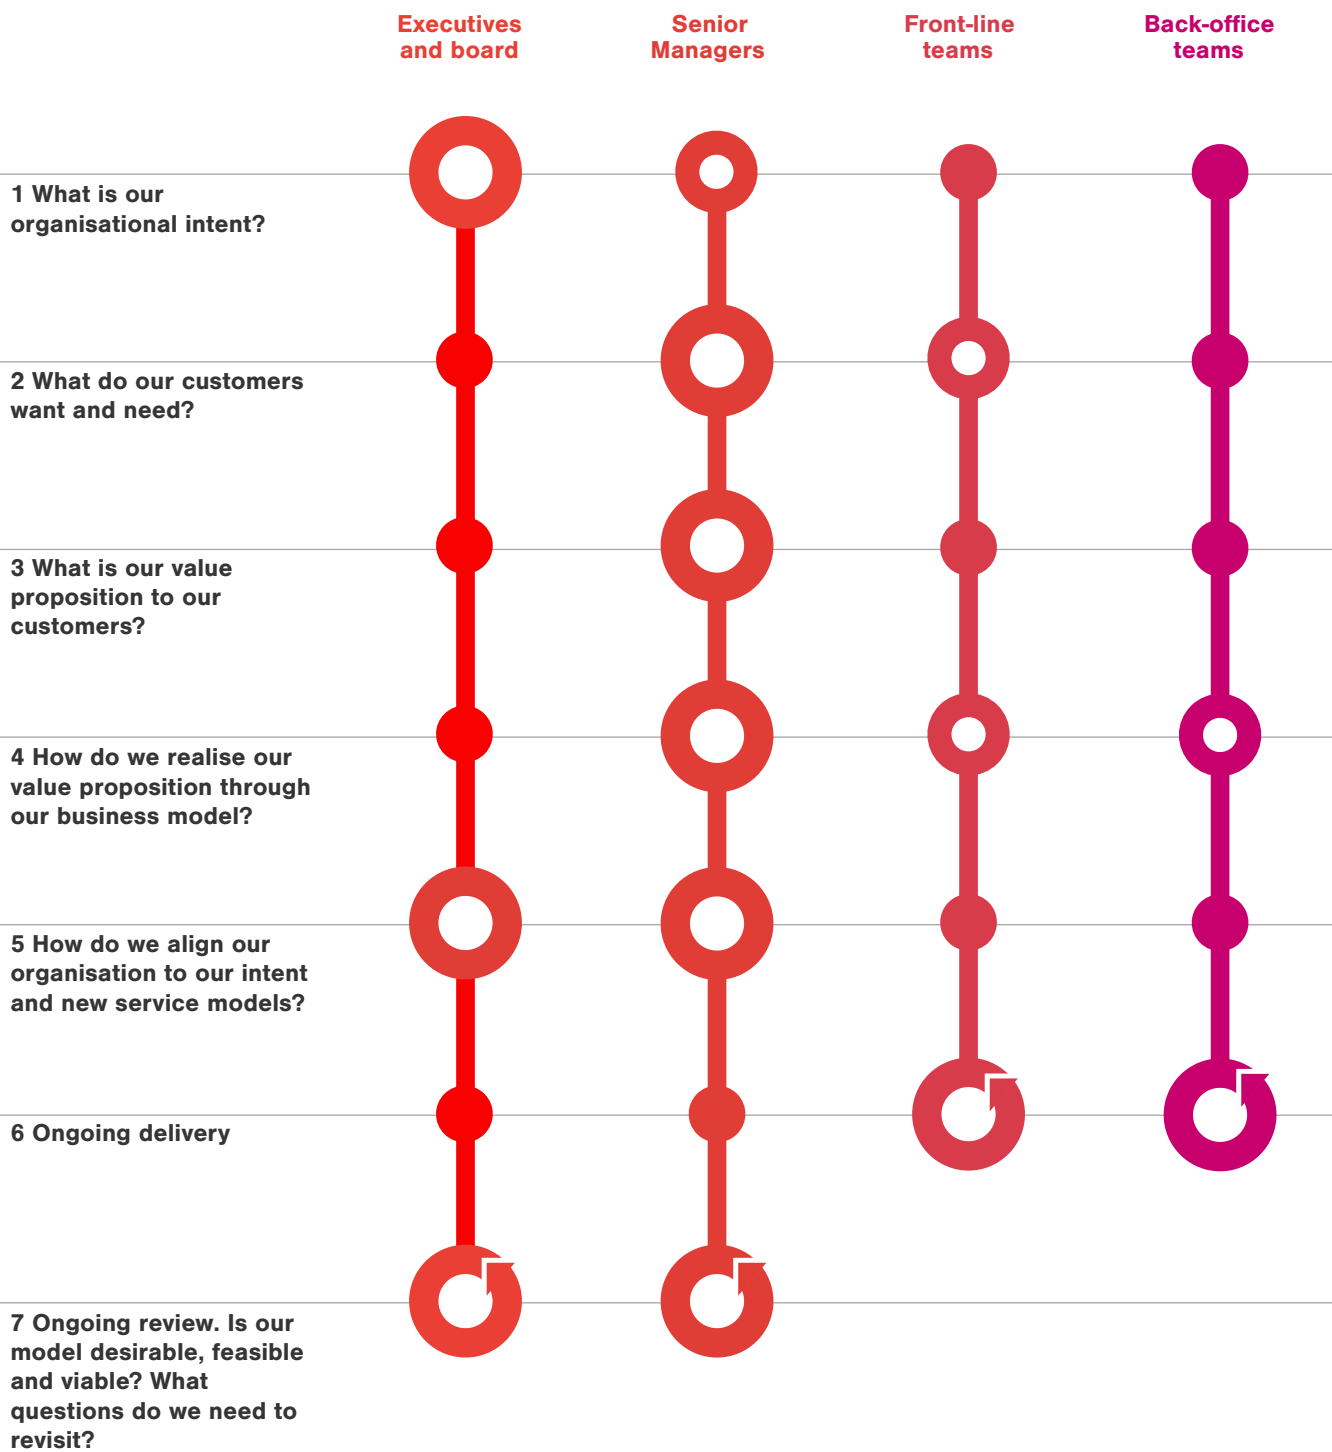 Executives
and board
Senior
Managers
Front-line
teams
Back-office
teams
1 What is our
organisational intent?
2 What do our customers
want and need?
3 What is our value
proposition to our
customers?
4 How do we realise our
value proposition through
our business model?
5 How do we align our
organisation to our intent
and new service models?
6 Ongoing delivery
7 Ongoing review. Is our
model desirable, feasible
and viable? What
questions do we need to
revisit?